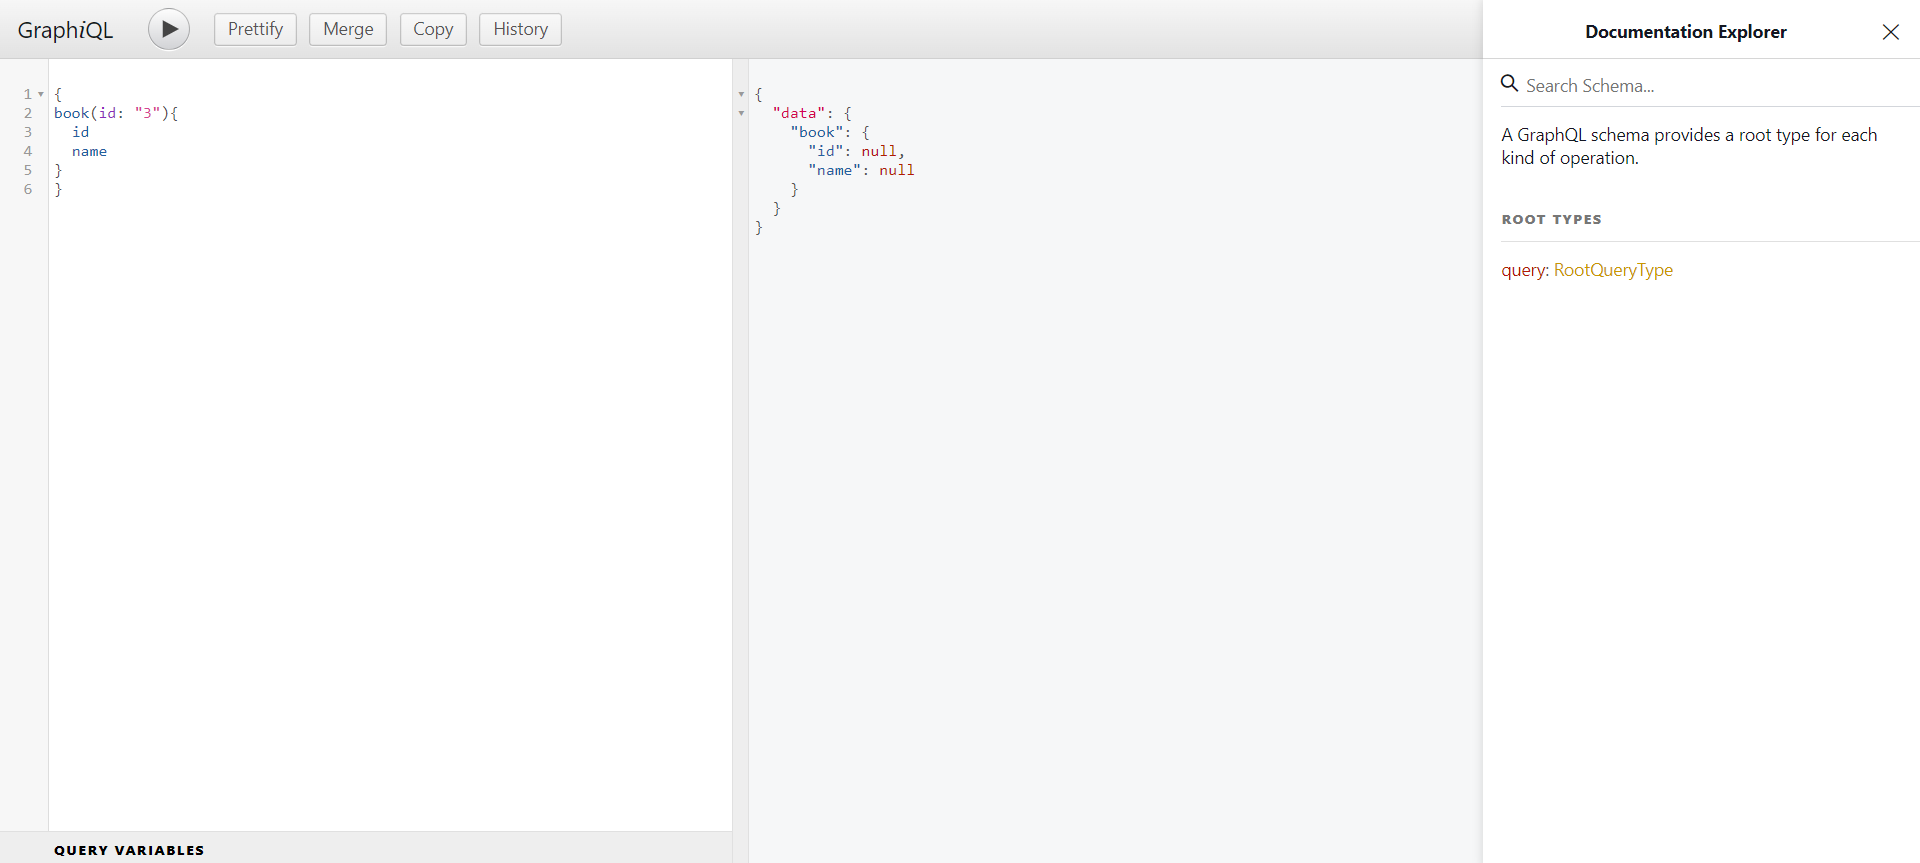 GraphiQL
Prettify
Merge
Copy
History
1 {
2 book(id: "3"){
3   id
4   name
5 }
6 }
QUERY VARIABLES
{
  "data": {
    "book": {
      "id": null,
      "name": null
    }
  }
}
Documentation Explorer
Search Schema...
A GraphQL schema provides a root type for each
kind of operation.
ROOT TYPES
query: RootQueryType